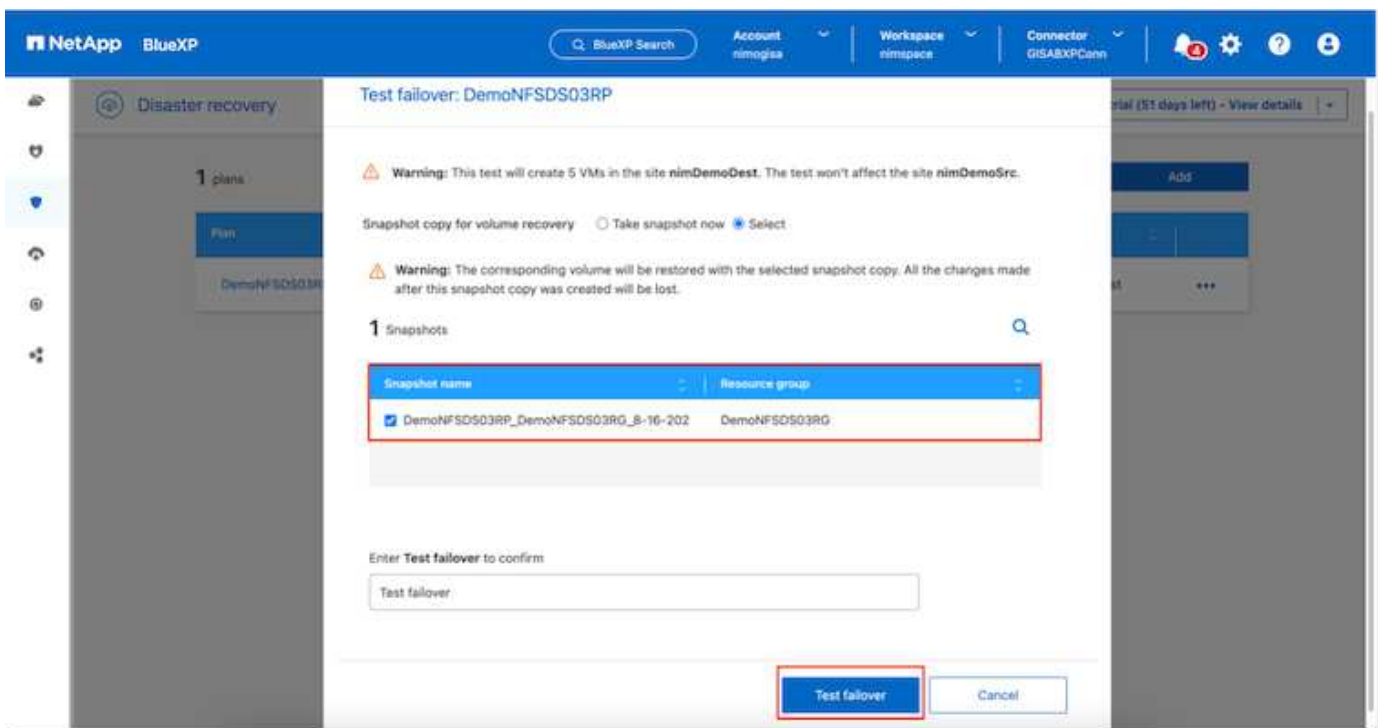 NetApp BlueXP
BlueXP Search
Account
nimogisa
Workspace
nimspace
Connector
GISABXPConn
4
Disaster recovery
Test failover: DemoNFSDS03RP
rial (51 days left) - View details
1 plans
Add
Plan
DemoNFSDS03R
st
Warning: This test will create 5 VMs in the site nimDemoDest. The test won't affect the site nimDemoSrc.
Snapshot copy for volume recovery Take snapshot now Select
Warning: The corresponding volume will be restored with the selected snapshot copy. All the changes made
after this snapshot copy was created will be lost.
1 Snapshots
Snapshot name Resource group
DemoNFSDS03RP_DemoNFSDS03RG_8-16-202 DemoNFSDS03RG
Enter Test failover to confirm
Test failover
Test failover Cancel